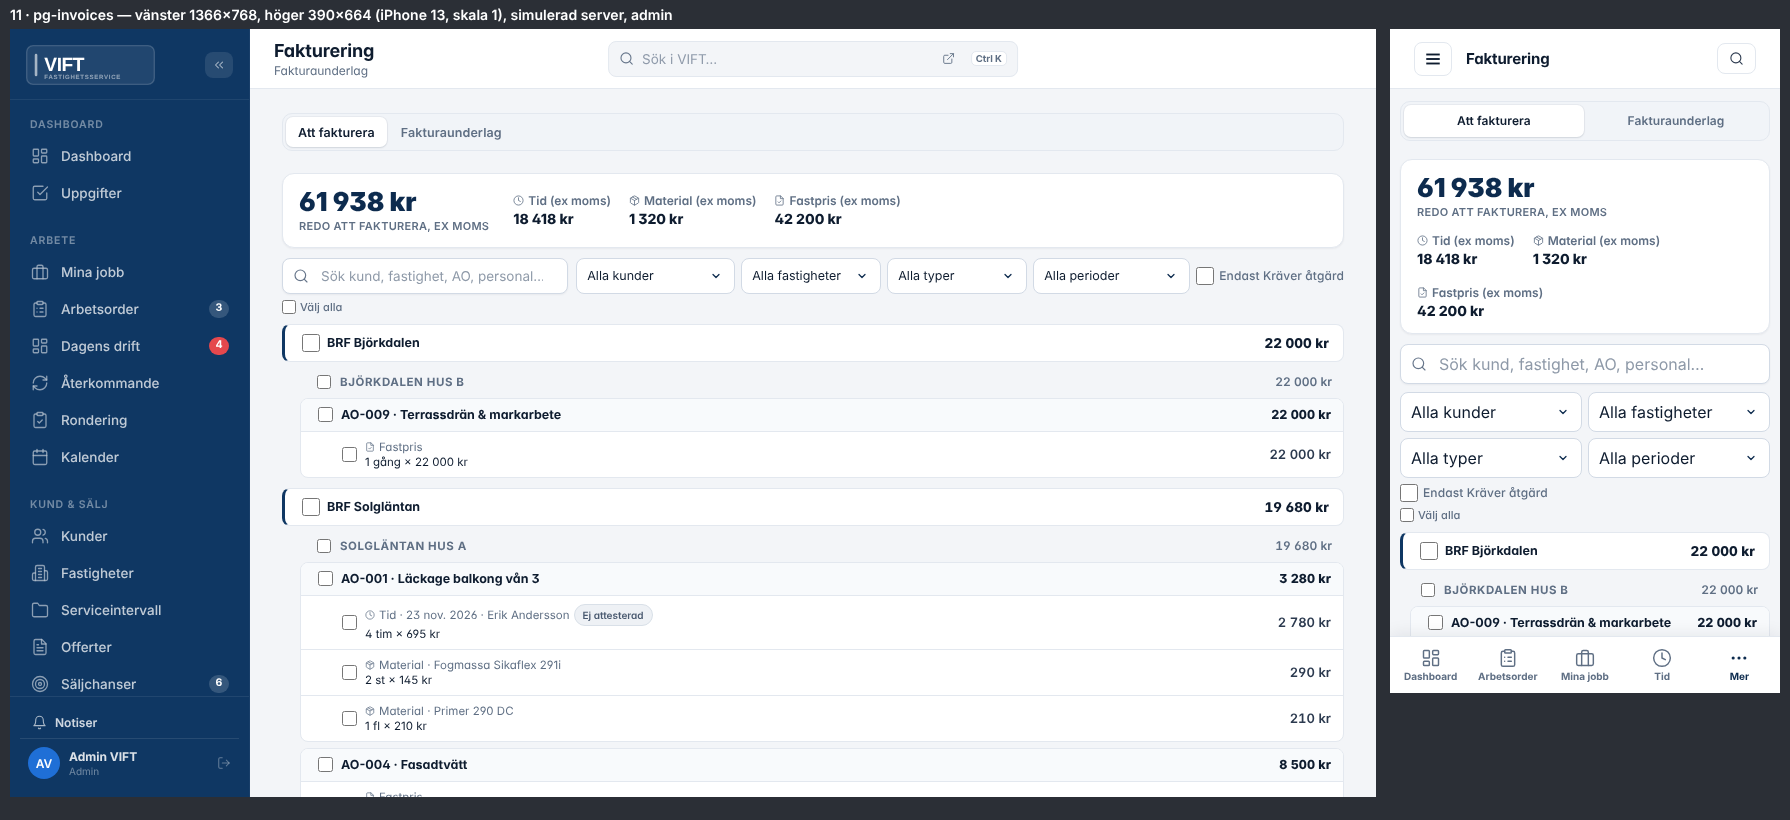 11 · pg-invoices — vänster 1366×768, höger 390×664 (iPhone 13, skala 1), simulerad server, admin
VIFT
FASTIGHETSSERVICE
DASHBOARD
Dashboard
Uppgifter
ARBETE
Mina jobb
Arbetsorder 3
Dagens drift 4
Återkommande
Rondering
Kalender
KUND & SÄLJ
Kunder
Fastigheter
Serviceintervall
Offerter
Säljchanser 6
Notiser
AV Admin VIFT
Admin
Fakturering
Fakturaunderlag
Sök i VIFT... Ctrl K
Att fakturera Fakturaunderlag
61 938 kr
REDO ATT FAKTURERA, EX MOMS
Tid (ex moms) Material (ex moms) Fastpris (ex moms)
18 418 kr 1 320 kr 42 200 kr
Sök kund, fastighet, AO, personal... Alla kunder Alla fastigheter Alla typer Alla perioder Endast Kräver åtgärd
Välj alla
BRF Björkdalen 22 000 kr
BJÖRKDALEN HUS B 22 000 kr
AO-009 · Terrassdrän & markarbete 22 000 kr
Fastpris
1 gång × 22 000 kr 22 000 kr
BRF Solgläntan 19 680 kr
SOLGLÄNTAN HUS A 19 680 kr
AO-001 · Läckage balkong vån 3 3 280 kr
Tid · 23 nov. 2026 · Erik Andersson Ej attesterad
4 tim × 695 kr 2 780 kr
Material · Fogmassa Sikaflex 291i
2 st × 145 kr 290 kr
Material · Primer 290 DC
1 fl × 210 kr 210 kr
AO-004 · Fasadtvätt 8 500 kr
Fastpris
Fakturering
Att fakturera Fakturaunderlag
61 938 kr
REDO ATT FAKTURERA, EX MOMS
Tid (ex moms) Material (ex moms)
18 418 kr 1 320 kr
Fastpris (ex moms)
42 200 kr
Sök kund, fastighet, AO, personal...
Alla kunder Alla fastigheter
Alla typer Alla perioder
Endast Kräver åtgärd
Välj alla
BRF Björkdalen 22 000 kr
BJÖRKDALEN HUS B 22 000 kr
AO-009 · Terrassdrän & markarbete 22 000 kr
Dashboard Arbetsorder Mina jobb Tid Mer